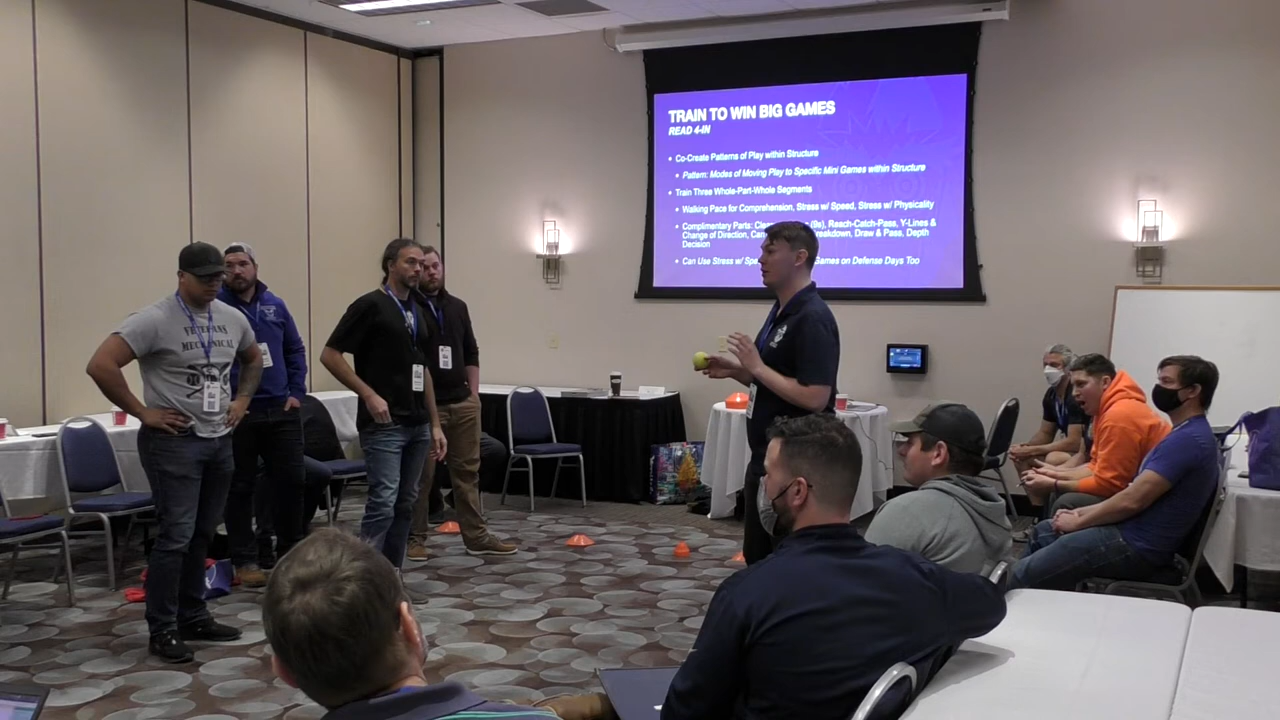 TRAIN TO WIN BIG GAMES
READ 4-IN
• Co-Create Patterns of Play within Structure
• Pattern: Modes of Moving Play to Specific Mini Games within Structure
• Train Three Whole-Part-Whole Segments
• Walking Pace for Comprehension, Stress w/ Speed, Stress w/ Physicality
• Complimentary Parts: (9s), Reach-Catch-Pass, Y-Lines &
Change of Direction, Breakdown, Draw & Pass, Depth
Decision
• Can Use Stress w/ Games on Defense Days Too
VETERANS
MECHANICAL